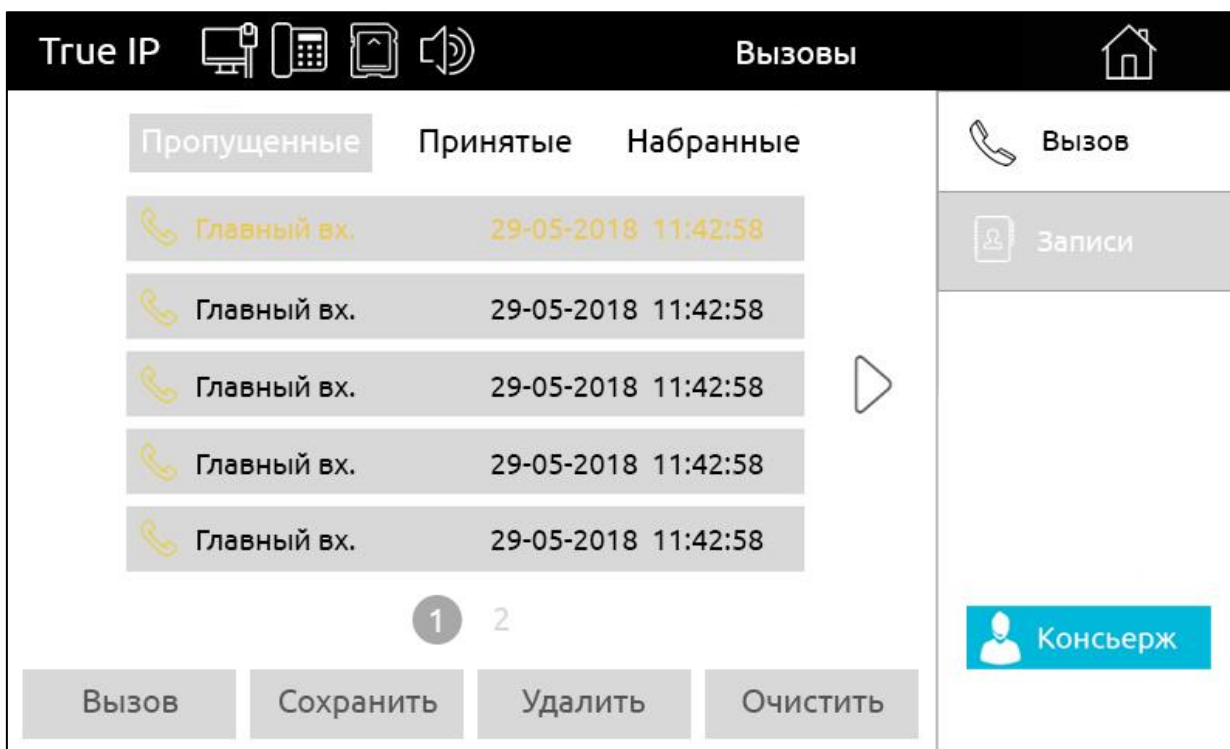 True IP Вызовы
Пропущенные Принятые Набранные
Вызов
Главный вх. 29-05-2018 11:42:58
Записи
Главный вх. 29-05-2018 11:42:58
Главный вх. 29-05-2018 11:42:58
Главный вх. 29-05-2018 11:42:58
Главный вх. 29-05-2018 11:42:58
1 2
Консьерж
Вызов Сохранить Удалить Очистить